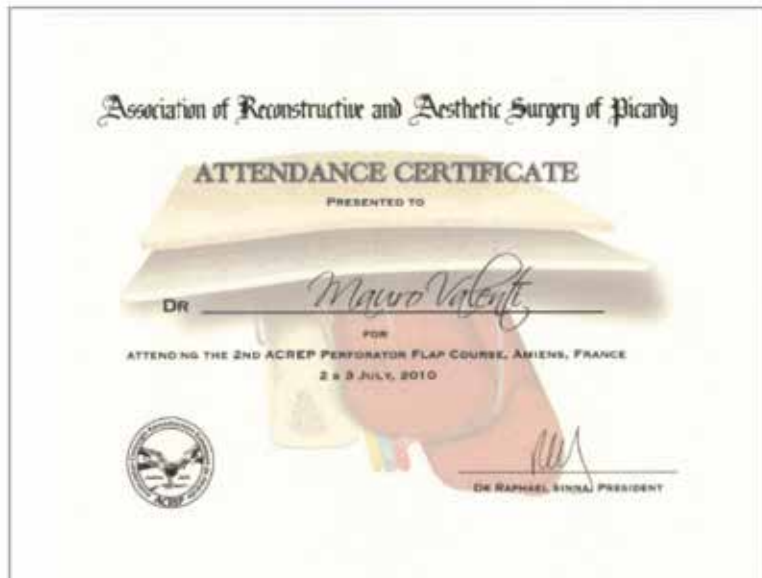 Association of Reconstructive and Aesthetic Surgery of Picardy
ATTENDANCE CERTIFICATE
PRESENTED TO
DR Mauro Valenti
FOR
ATTENDING THE 2ND ACREP PERFORATOR FLAP COURSE, AMIENS, FRANCE
2 & 3 JULY, 2010
ACREP
DR RAPHAEL SINNA, PRESIDENT